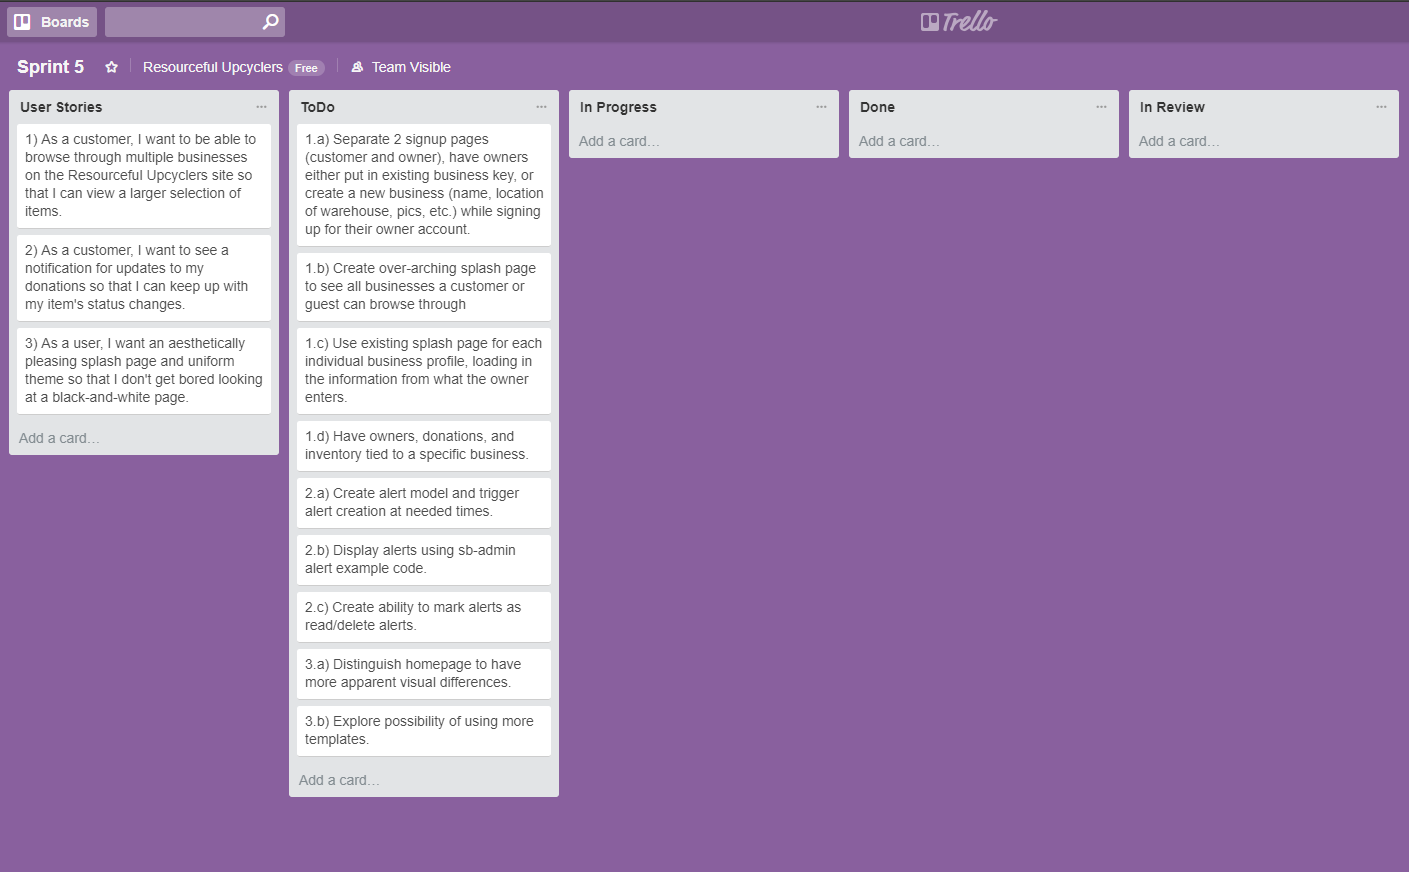 Boards
Trello
Sprint 5
Resourceful Upcyclers Free
Team Visible
User Stories
1) As a customer, I want to be able to
browse through multiple businesses
on the Resourceful Upcyclers site so
that I can view a larger selection of
items.
2) As a customer, I want to see a
notification for updates to my
donations so that I can keep up with
my item's status changes.
3) As a user, I want an aesthetically
pleasing splash page and uniform
theme so that I don't get bored looking
at a black-and-white page.
Add a card…
ToDo
1.a) Separate 2 signup pages
(customer and owner), have owners
either put in existing business key, or
create a new business (name, location
of warehouse, pics, etc.) while signing
up for their owner account.
1.b) Create over-arching splash page
to see all businesses a customer or
guest can browse through
1.c) Use existing splash page for each
individual business profile, loading in
the information from what the owner
enters.
1.d) Have owners, donations, and
inventory tied to a specific business.
2.a) Create alert model and trigger
alert creation at needed times.
2.b) Display alerts using sb-admin
alert example code.
2.c) Create ability to mark alerts as
read/delete alerts.
3.a) Distinguish homepage to have
more apparent visual differences.
3.b) Explore possibility of using more
templates.
Add a card…
In Progress
Add a card…
Done
Add a card…
In Review
Add a card…